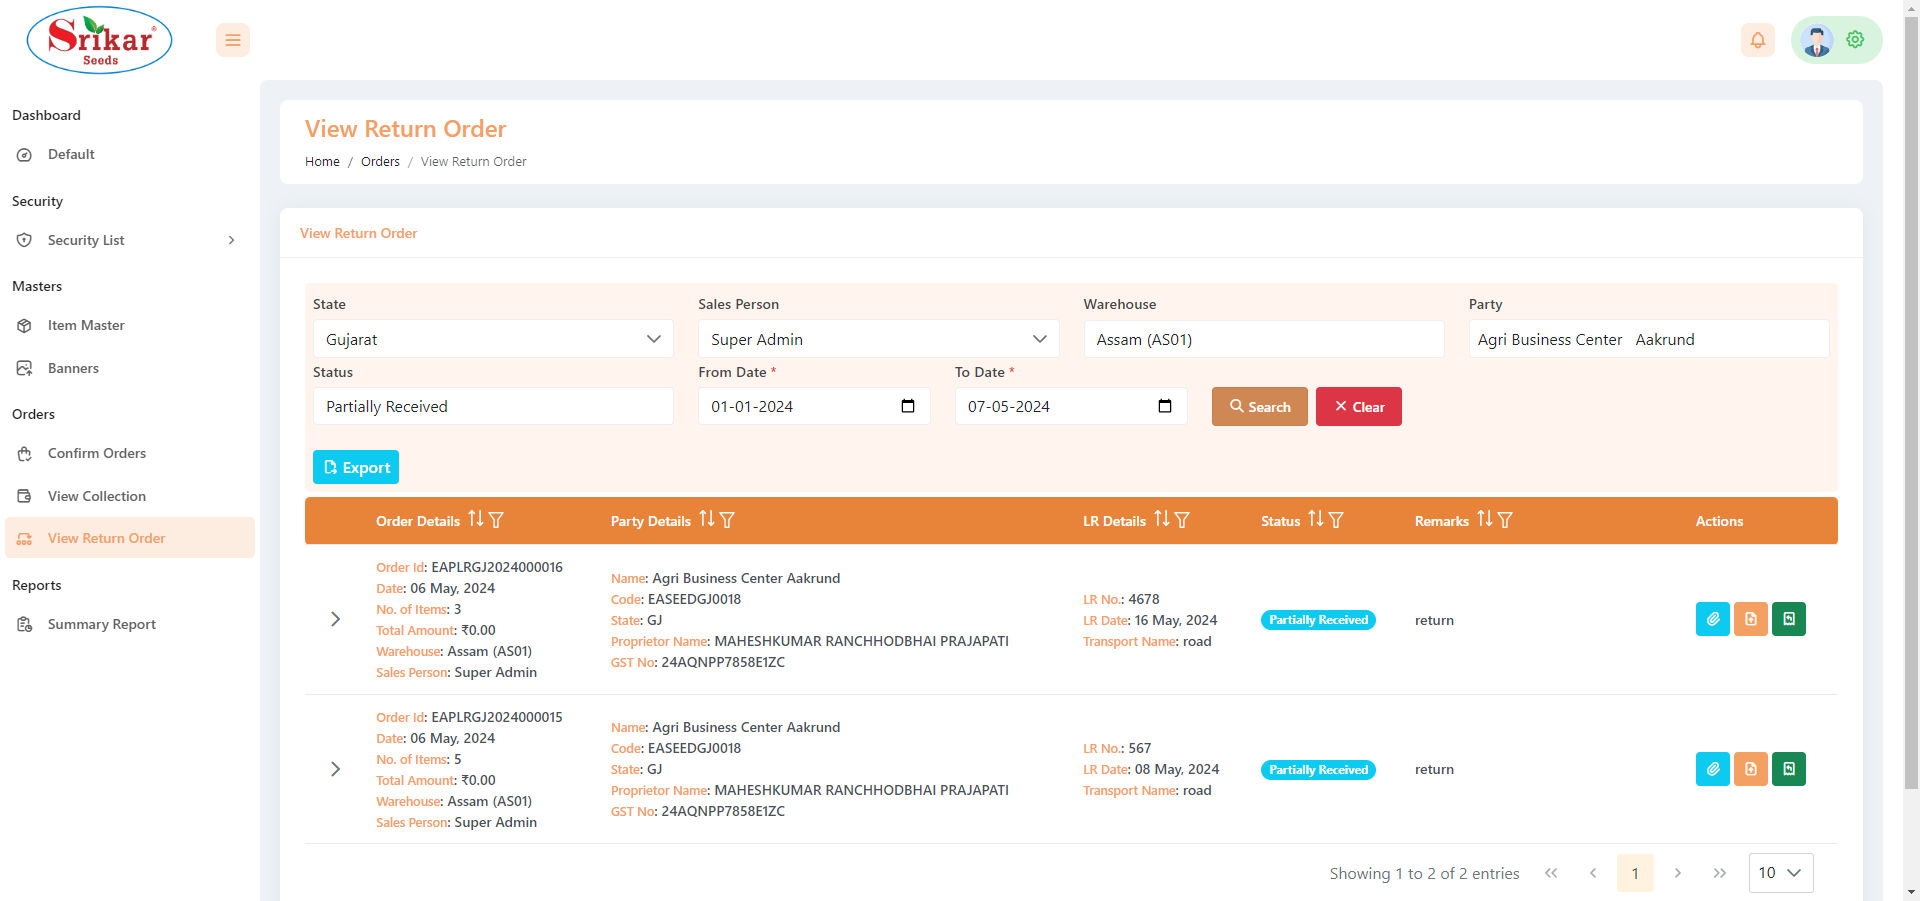 Srikar®
Seeds
Dashboard
Default
Security
Security List
Masters
Item Master
Banners
Orders
Confirm Orders
View Collection
View Return Order
Reports
Summary Report
View Return Order
Home / Orders / View Return Order
View Return Order
State
Gujarat
Sales Person
Super Admin
Warehouse
Assam (AS01)
Party
Agri Business Center Aakrund
Status
Partially Received
From Date *
01-01-2024
To Date *
07-05-2024
Search
Clear
Export
Order Details Party Details LR Details Status Remarks Actions
Order Id: EAPLRGJ2024000016
Date: 06 May, 2024
No. of Items: 3
Total Amount: ₹0.00
Warehouse: Assam (AS01)
Sales Person: Super Admin
Name: Agri Business Center Aakrund
Code: EASEEDGJ0018
State: GJ
Proprietor Name: MAHESHKUMAR RANCHHODBHAI PRAJAPATI
GST No: 24AQNPP7858E1ZC
LR No.: 4678
LR Date: 16 May, 2024
Transport Name: road
Partially Received
return
Order Id: EAPLRGJ2024000015
Date: 06 May, 2024
No. of Items: 5
Total Amount: ₹0.00
Warehouse: Assam (AS01)
Sales Person: Super Admin
Name: Agri Business Center Aakrund
Code: EASEEDGJ0018
State: GJ
Proprietor Name: MAHESHKUMAR RANCHHODBHAI PRAJAPATI
GST No: 24AQNPP7858E1ZC
LR No.: 567
LR Date: 08 May, 2024
Transport Name: road
Partially Received
return
Showing 1 to 2 of 2 entries « ‹ 1 › » 10